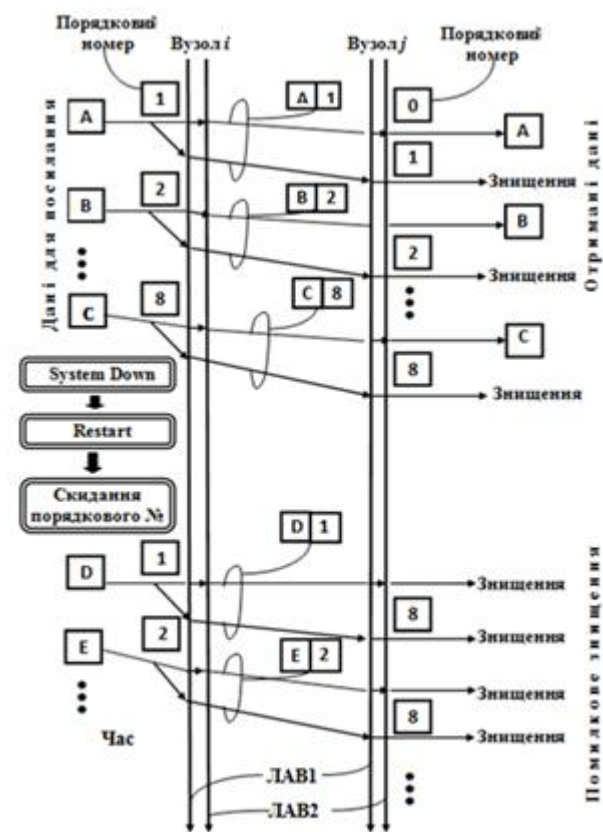 Порядковий
номер
Вузол i
Вузол j
Порядковий
номер
1
A 1
0
A
A
1
Знищення
2
B 2
B
B
2
Знищення
8
C 8
C
C
8
Знищення
Дані для посилання
Отримані дані
System Down
Restart
Скидання
порядкового №
D 1
1
D
Знищення
8
Знищення
2
E 2
E
Знищення
8
Знищення
Помилкове знищення
Час
ЛАВ1
ЛАВ2